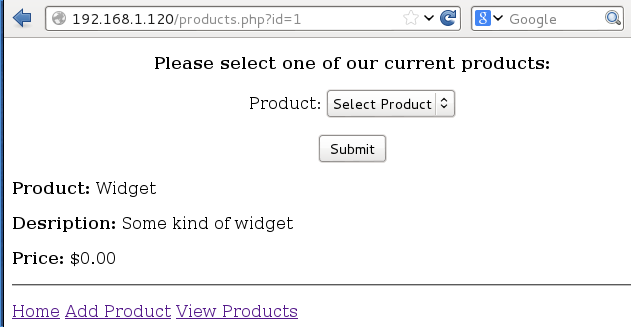 192.168.1.120/products.php?id=1 Google
Please select one of our current products:
Product: Select Product
Submit
Product: Widget
Desription: Some kind of widget
Price: $0.00
Home Add Product View Products